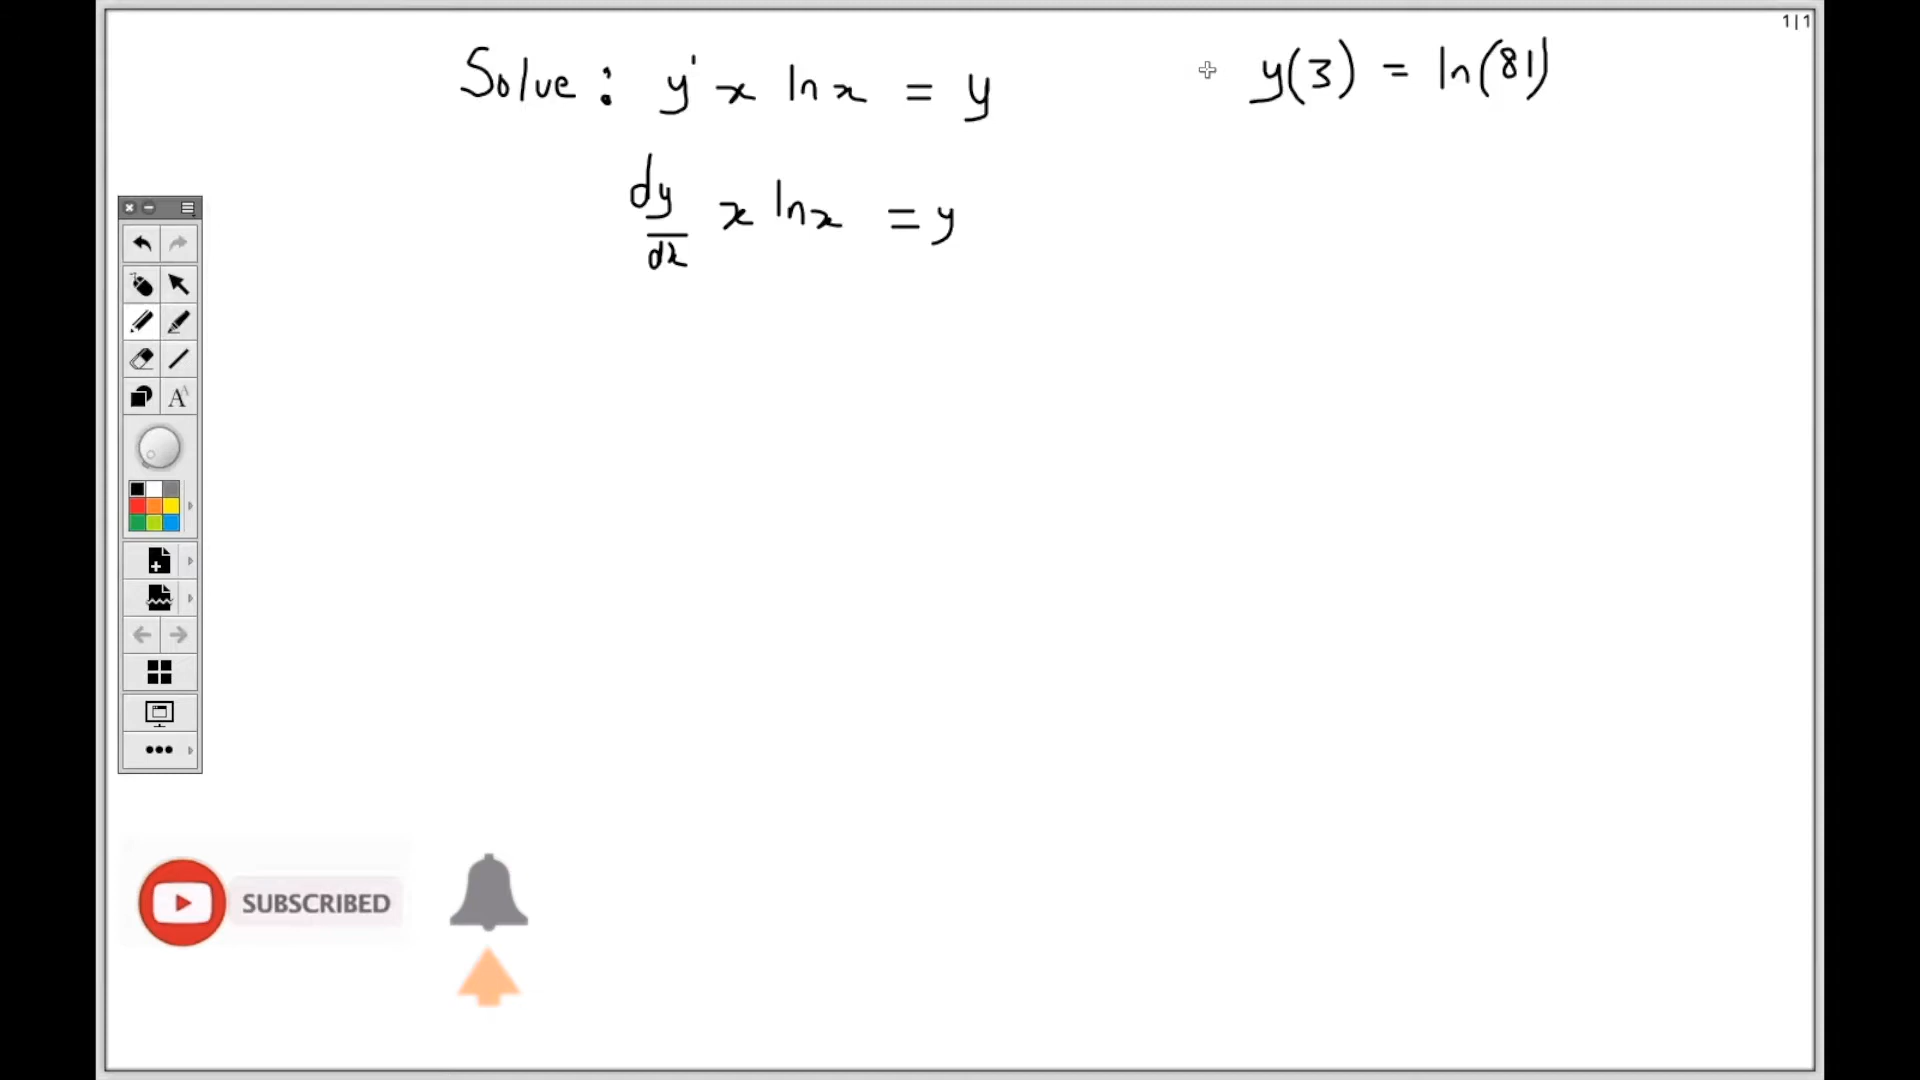 1|1
Solve : y' x ln x = y y(3) = ln(81)
dy/dx x ln x = y
A
SUBSCRIBED